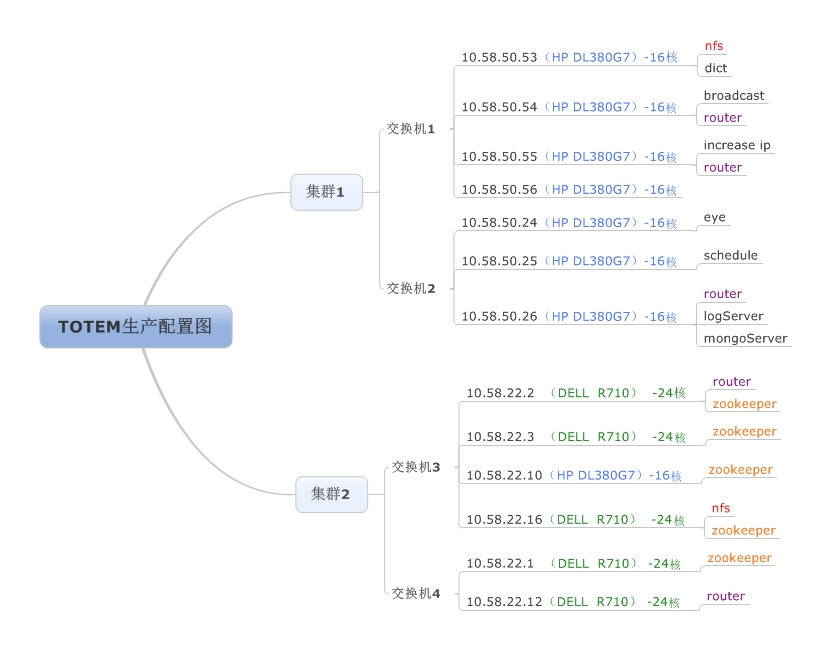 TOTEM生产配置图
集群1
交换机1
10.58.50.53（HP DL380G7）-16核
nfs
dict
10.58.50.54（HP DL380G7）-16核
broadcast
router
10.58.50.55（HP DL380G7）-16核
increase ip
router
10.58.50.56（HP DL380G7）-16核
交换机2
10.58.50.24（HP DL380G7）-16核
eye
10.58.50.25（HP DL380G7）-16核
schedule
10.58.50.26（HP DL380G7）-16核
router
logServer
mongoServer
集群2
交换机3
10.58.22.2 （DELL R710） -24核
router
zookeeper
10.58.22.3 （DELL R710） -24核
zookeeper
10.58.22.10（HP DL380G7）-16核
zookeeper
10.58.22.16（DELL R710） -24核
nfs
zookeeper
交换机4
10.58.22.1 （DELL R710） -24核
zookeeper
10.58.22.12（DELL R710） -24核
router